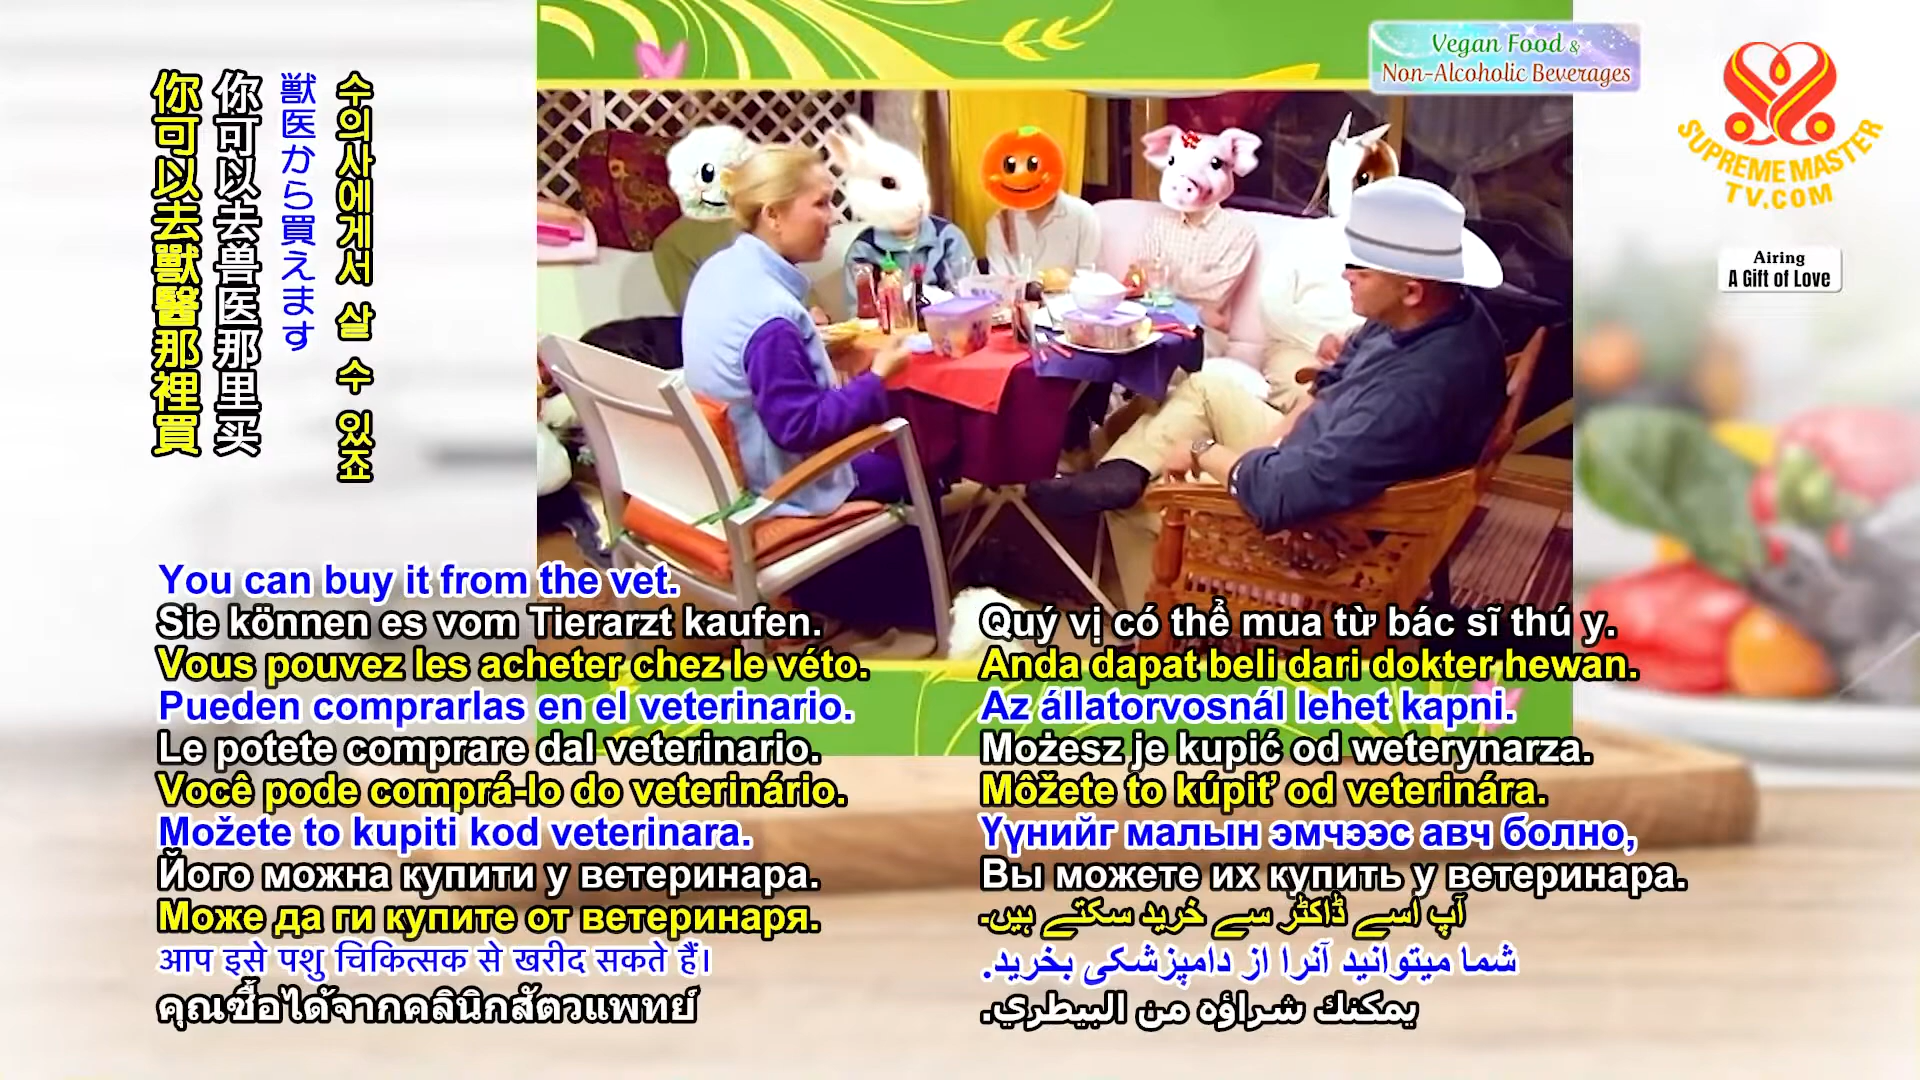 Vegan Food &
Non-Alcoholic Beverages
SUPREME MASTER
TV.COM
Airing
A Gift of Love
수의사에게서 살 수 있죠
獣医から買えます
你可以去兽医那里买
你可以去獸醫那裡買
You can buy it from the vet.
Sie können es vom Tierarzt kaufen.
Vous pouvez les acheter chez le véto.
Pueden comprarlas en el veterinario.
Le potete comprare dal veterinario.
Você pode comprá-lo do veterinário.
Možete to kupiti kod veterinara.
Його можна купити у ветеринара.
Може да ги купите от ветеринаря.
आप इसे पशु चिकित्सक से खरीद सकते हैं।
คุณซื้อได้จากคลินิกสัตวแพทย์
Quý vị có thể mua từ bác sĩ thú y.
Anda dapat beli dari dokter hewan.
Az állatorvosnál lehet kapni.
Możesz je kupić od weterynarza.
Môžete to kúpiť od veterinára.
Үүнийг малын эмчээс авч болно,
Вы можете их купить у ветеринара.
آپ اسے ڈاکٹر سے خرید سکتے ہیں۔
شما میتوانید آنرا از دامپزشکی بخرید.
يمكنك شراؤه من البيطري.